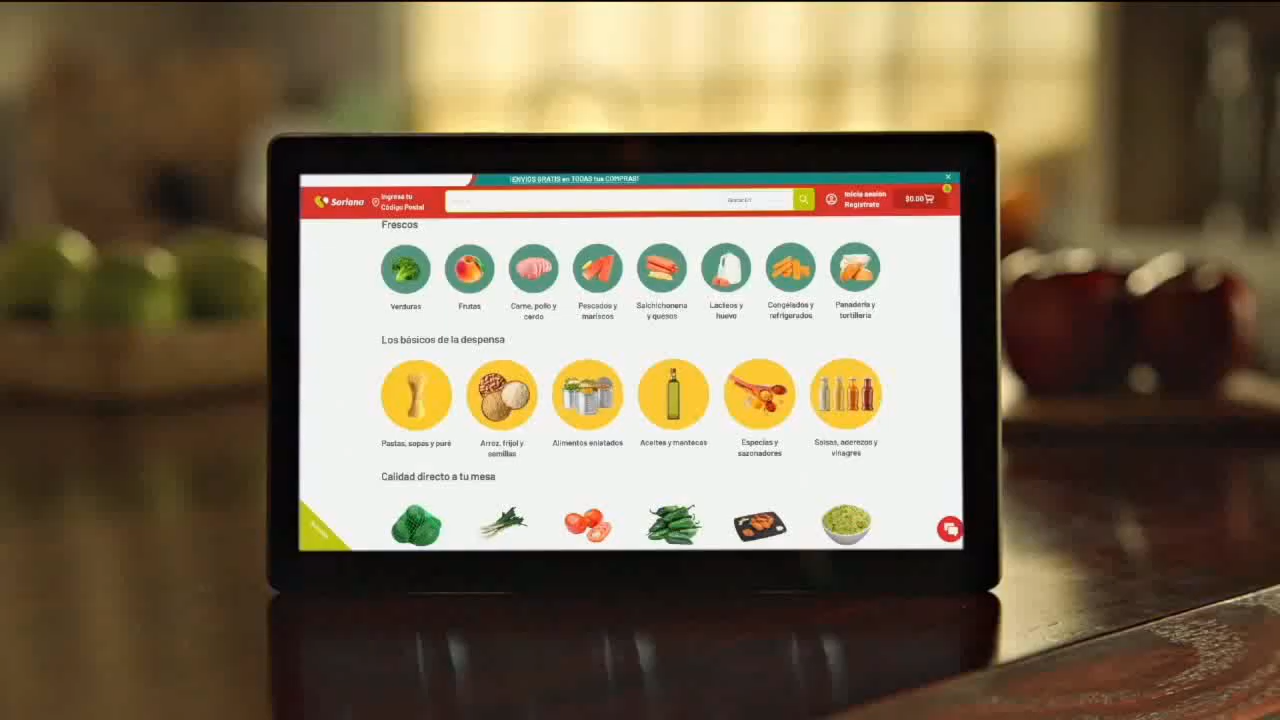 ¡ENVÍOS GRATIS en TODAS tus COMPRAS!
Soriana
Ingresa tu
Código Postal
Inicia sesión
Regístrate
$0.00
0
Frescos
Verduras
Frutas
Carne, pollo y
cerdo
Pescados y
mariscos
Salchichonería
y quesos
Lácteos y
huevo
Congelados y
refrigerados
Panadería y
tortillería
Los básicos de la despensa
Pastas, sopas y puré
Arroz, frijol y
semillas
Alimentos enlatados
Aceites y mantecas
Especias y
sazonadores
Salsas, aderezos y
vinagres
Calidad directo a tu mesa